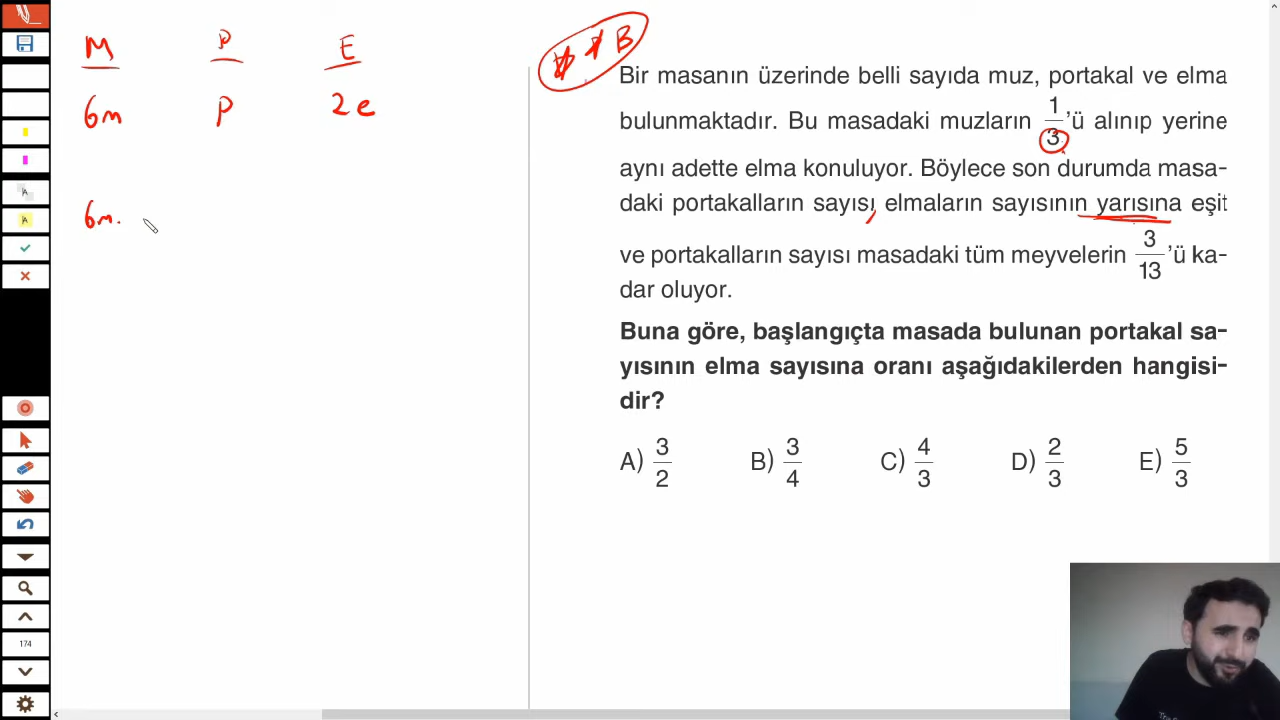 M P E
6m P 2e
6m.
B
Bir masanın üzerinde belli sayıda muz, portakal ve elma
bulunmaktadır. Bu masadaki muzların 1/3 'ü alınıp yerine
aynı adette elma konuluyor. Böylece son durumda masa-
daki portakalların sayısı, elmaların sayısının yarısına eşit
ve portakalların sayısı masadaki tüm meyvelerin 3/13 'ü ka-
dar oluyor.
Buna göre, başlangıçta masada bulunan portakal sa-
yısının elma sayısına oranı aşağıdakilerden hangisi-
dir?
A) 3/2 B) 3/4 C) 4/3 D) 2/3 E) 5/3
A
A
174